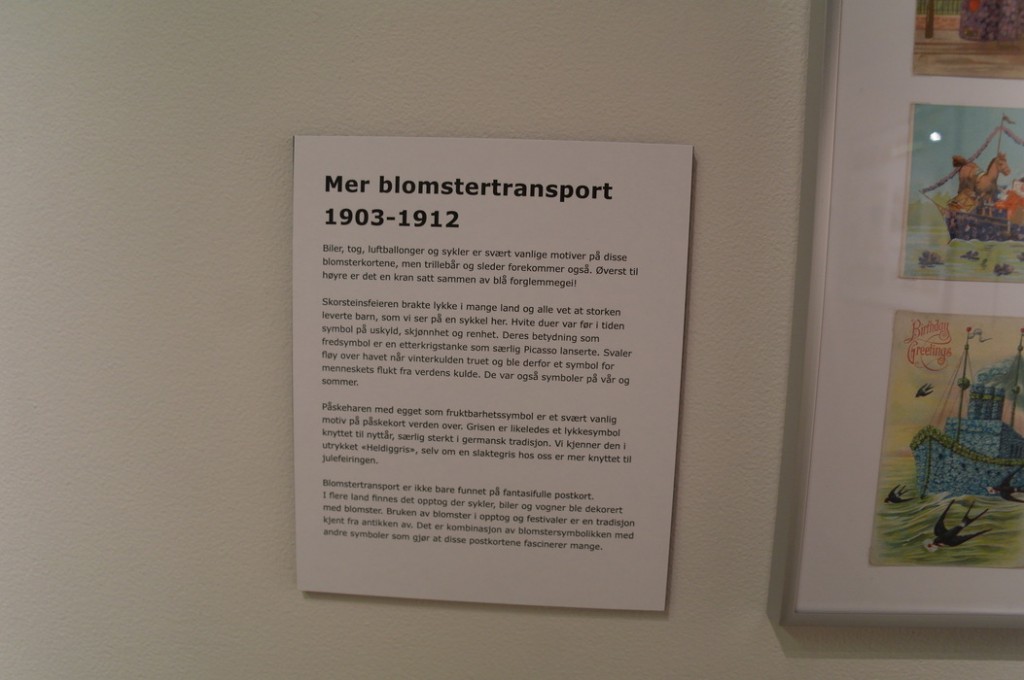 Mer blomstertransport
1903-1912
Biler, tog, luftballonger og sykler er svært vanlige motiver på disse
blomsterkortene, men trillebår og sleder forekommer også. Øverst til
høyre er det en kran satt sammen av blå forglemmegei!
Skorsteinsfeieren brakte lykke i mange land og alle vet at storken
leverte barn, som vi ser på en sykkel her. Hvite duer var før i tiden
symbol på uskyld, skjønnhet og renhet. Deres betydning som
fredsymbol er en etterkrigstanke som særlig Picasso lanserte. Svaler
fløy over havet når vinterkulden truet og ble derfor et symbol for
menneskets flukt fra verdens kulde. De var også symboler på vår og
sommer.
Påskeharen med egget som fruktbarhetssymbol er et svært vanlig
motiv på påskekort verden over. Grisen er likeledes et lykkesymbol
knyttet til nyttår, særlig sterkt i germansk tradisjon. Vi kjenner den i
utrykket «Heldiggris», selv om en slaktegris hos oss er mer knyttet til
julefeiringen.
Blomstertransport er ikke bare funnet på fantasifulle postkort.
I flere land finnes det opptog der sykler, biler og vogner ble dekorert
med blomster. Bruken av blomster i opptog og festivaler er en tradisjon
kjent fra antikken av. Det er kombinasjon av blomstersymbolikken med
andre symboler som gjør at disse postkortene fascinerer mange.
Birthday
Greetings